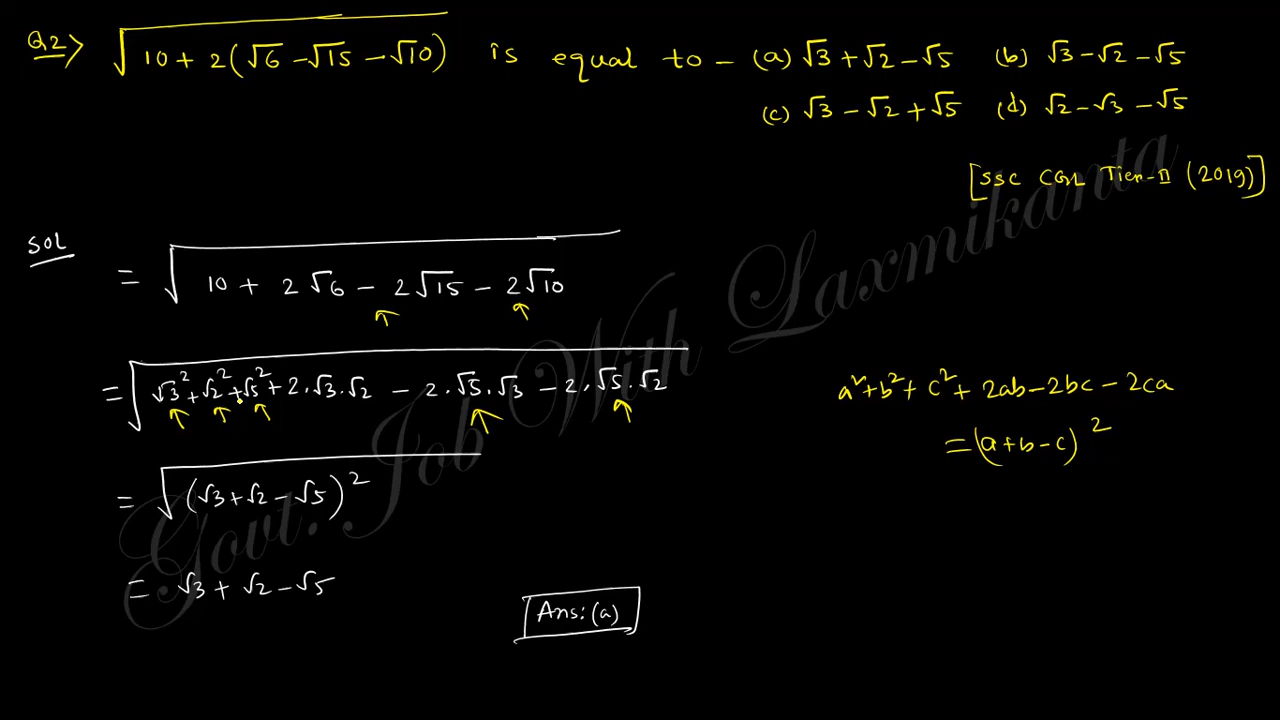 Q2> √(10 + 2(√6 - √15 - √10)) is equal to - (a) √3 + √2 - √5 (b) √3 - √2 - √5
(c) √3 - √2 + √5 (d) √2 - √3 - √5
[SSC CGL Tier-II (2019)]
SOL
= √(10 + 2√6 - 2√15 - 2√10)
= √(√3² + √2² + √5² + 2.√3.√2 - 2.√5.√3 - 2.√5.√2)
a² + b² + c² + 2ab - 2bc - 2ca
= (a+b-c)²
= √((√3 + √2 - √5)²)
= √3 + √2 - √5
Ans: (a)
Govt. Job With Laxmikanta